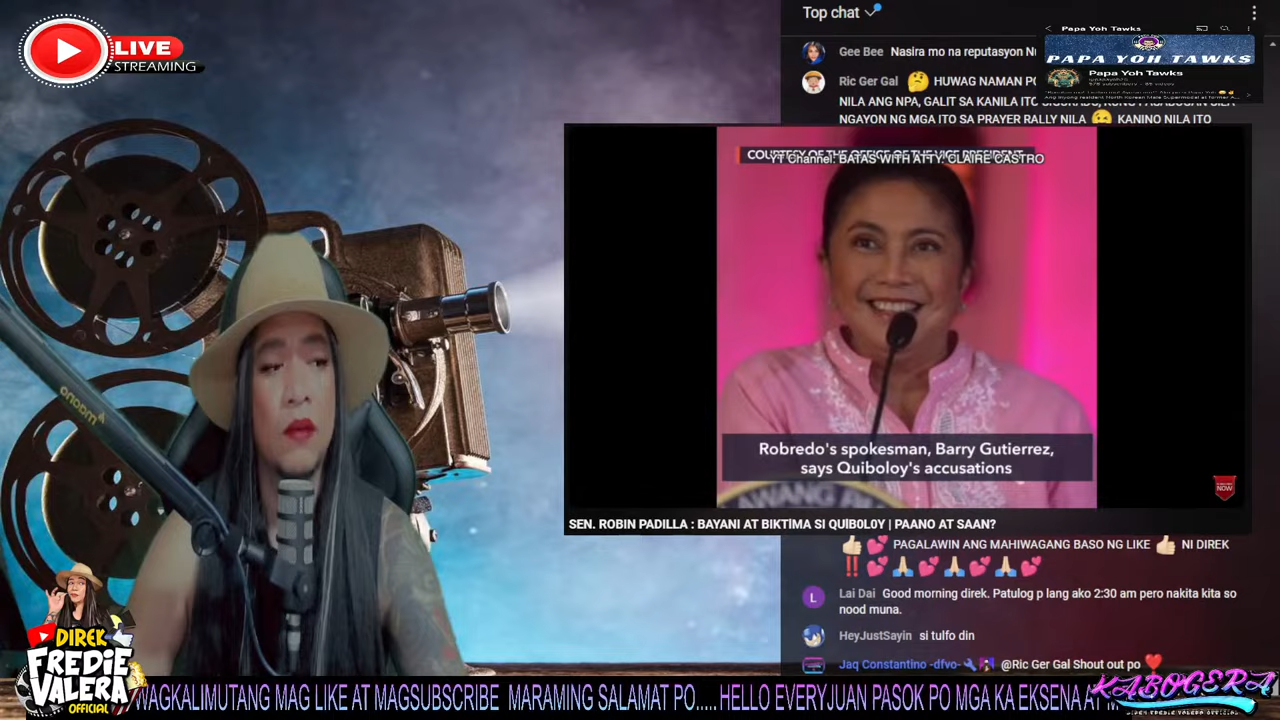 LIVE
STREAMING
Top chat
Papa Yoh Tawks
PAPA YOH TAWKS
Papa Yoh Tawks
Gee Bee Nasira mo na reputasyon
Ric Ger Gal 🤔 HUWAG NAMAN
NILA ANG NPA, GALIT SA KANILA ITO
NGAYON NG MGA ITO SA PRAYER RALLY NILA 😢 KANINO NILA ITO
COURTESY OF THE OFFICE OF THE VICE PRESIDENT
YT Channel: BATAS WITH ATTY. CLAIRE CASTRO
Robredo's spokesman, Barry Gutierrez,
says Quiboloy's accusations
NOW
SEN. ROBIN PADILLA : BAYANI AT BIKTIMA SI QUIB0L0Y | PAANO AT SAAN?
👍🏻 💕 PAGALAWIN ANG MAHIWAGANG BASO NG LIKE 👍🏻 NI DIREK
‼️💕🙏🏻💕🙏🏻💕🙏🏻💕
L Lai Dai Good morning direk. Patulog p lang ako 2:30 am pero nakita kita so
nood muna.
HeyJustSayin si tulfo din
Jaq Constantino -dfvo- @Ric Ger Gal Shout out po ❤️
maono
DIREK
FREDIE
VALERA
OFFICIAL
WAGKALIMUTANG MAG LIKE AT MAGSUBSCRIBE MARAMING SALAMAT PO.....HELLO EVERYJUAN PASOK PO MGA KA EKSENA AT
KABOGERA